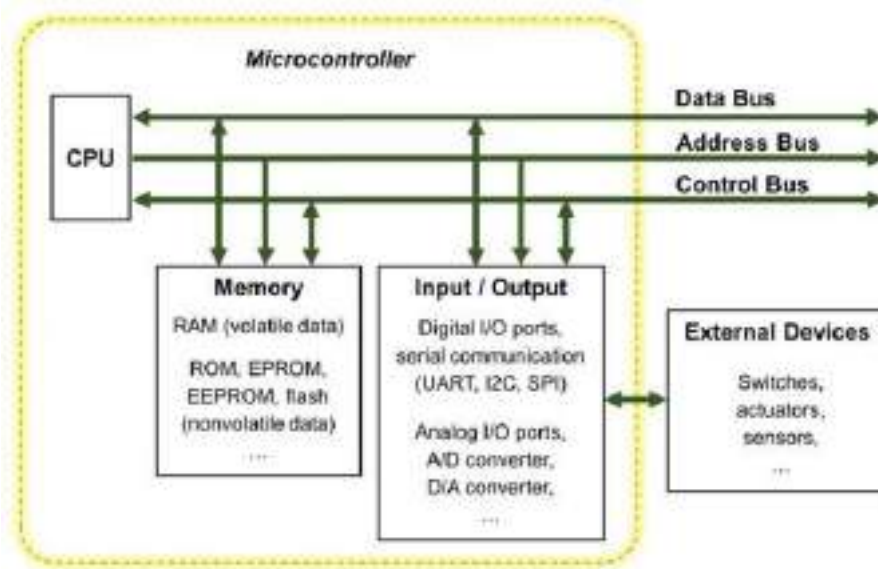 Microcontroller
Data Bus
CPU
Address Bus
Control Bus
Memory
RAM (volatile data)
ROM, EPROM,
EEPROM, flash
(nonvolatile data)
...
Input / Output
Digital I/O ports,
serial communication
(UART, I2C, SPI)
Analog I/O ports,
A/D converter,
D/A converter,
...
External Devices
Switches,
actuators,
sensors,
...